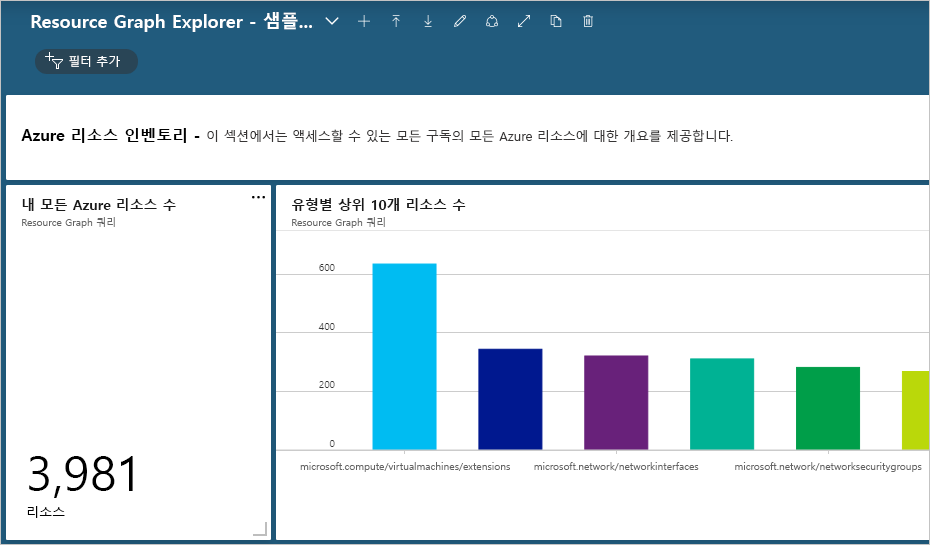 Resource Graph Explorer - 샘플...
필터 추가
Azure 리소스 인벤토리 - 이 섹션에서는 액세스할 수 있는 모든 구독의 모든 Azure 리소스에 대한 개요를 제공합니다.
내 모든 Azure 리소스 수
Resource Graph 쿼리
3,981
리소스
유형별 상위 10개 리소스 수
Resource Graph 쿼리
600
400
200
0
microsoft.compute/virtualmachines/extensions
microsoft.network/networkinterfaces
microsoft.network/networksecuritygroups